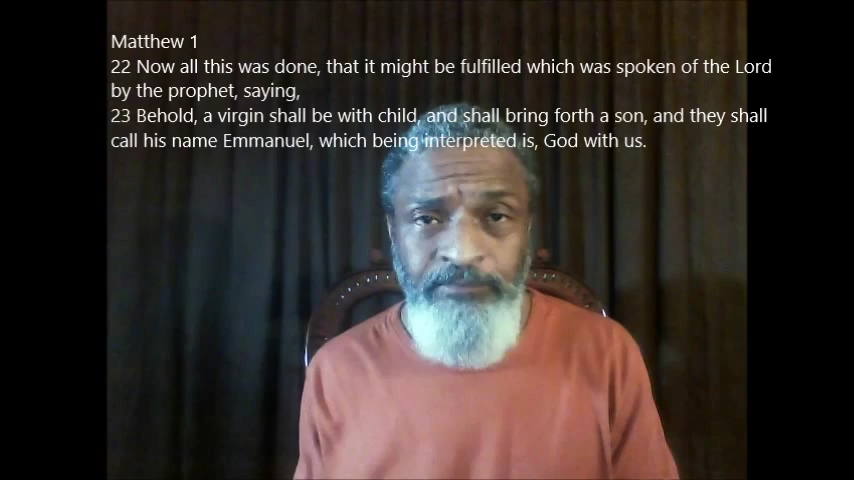 Matthew 1
22 Now all this was done, that it might be fulfilled which was spoken of the Lord
by the prophet, saying,
23 Behold, a virgin shall be with child, and shall bring forth a son, and they shall
call his name Emmanuel, which being interpreted is, God with us.